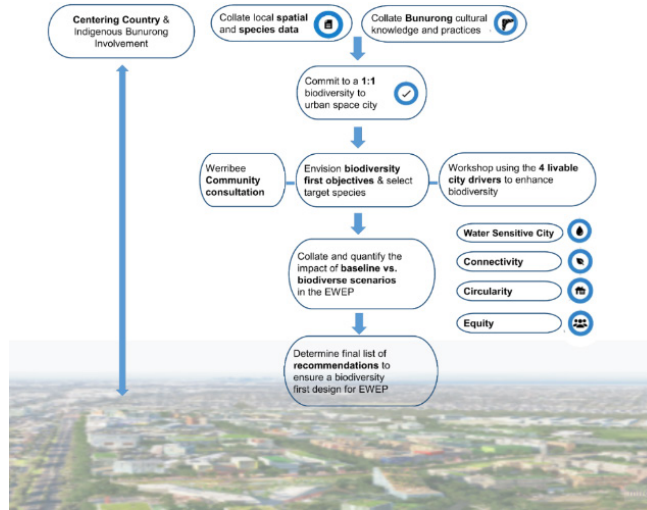 Centering Country &
Indigenous Bunurong
Involvement
Collate local spatial
and species data
Collate Bunurong cultural
knowledge and practices
Commit to a 1:1
biodiversity to
urban space city
Werribee
Community
consultation
Envision biodiversity
first objectives & select
target species
Workshop using the 4 livable
city drivers to enhance
biodiversity
Water Sensitive City
Connectivity
Circularity
Equity
Collate and quantify the
impact of baseline vs.
biodiverse scenarios
in the EWEP
Determine final list of
recommendations to
ensure a biodiversity
first design for EWEP